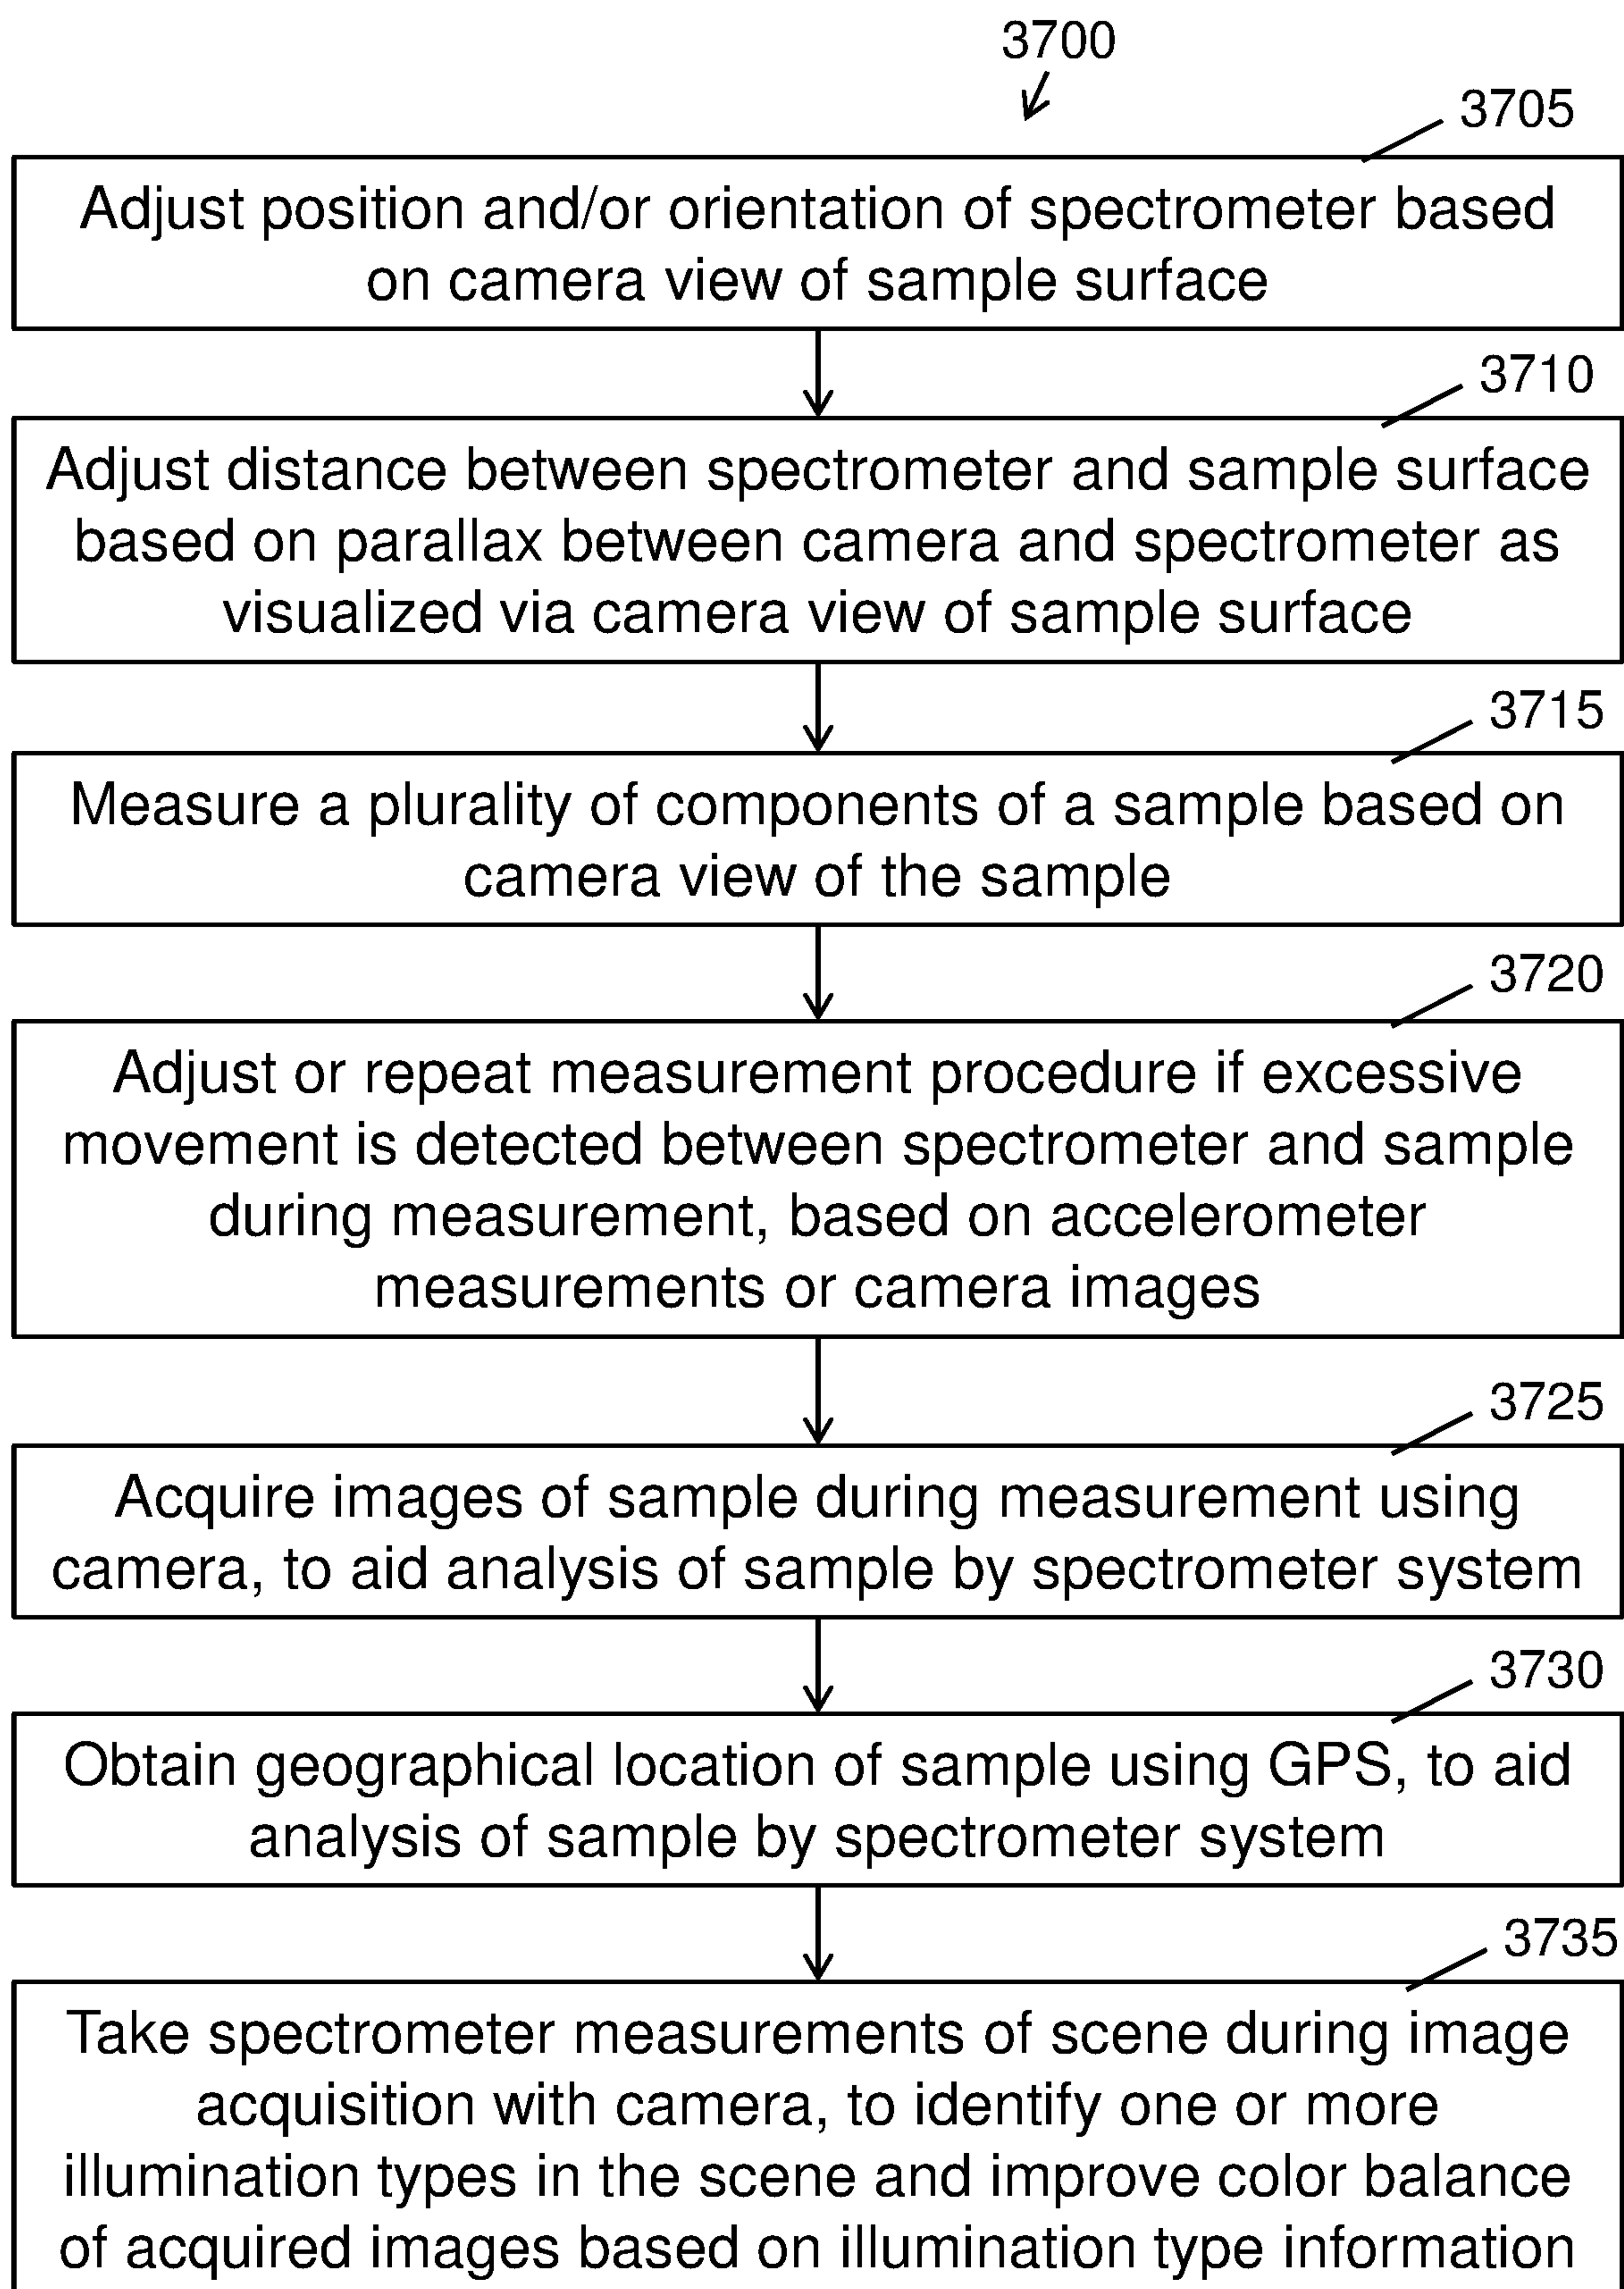 3700
3705
Adjust position and/or orientation of spectrometer based
on camera view of sample surface
3710
Adjust distance between spectrometer and sample surface
based on parallax between camera and spectrometer as
visualized via camera view of sample surface
3715
Measure a plurality of components of a sample based on
camera view of the sample
3720
Adjust or repeat measurement procedure if excessive
movement is detected between spectrometer and sample
during measurement, based on accelerometer
measurements or camera images
3725
Acquire images of sample during measurement using
camera, to aid analysis of sample by spectrometer system
3730
Obtain geographical location of sample using GPS, to aid
analysis of sample by spectrometer system
3735
Take spectrometer measurements of scene during image
acquisition with camera, to identify one or more
illumination types in the scene and improve color balance
of acquired images based on illumination type information